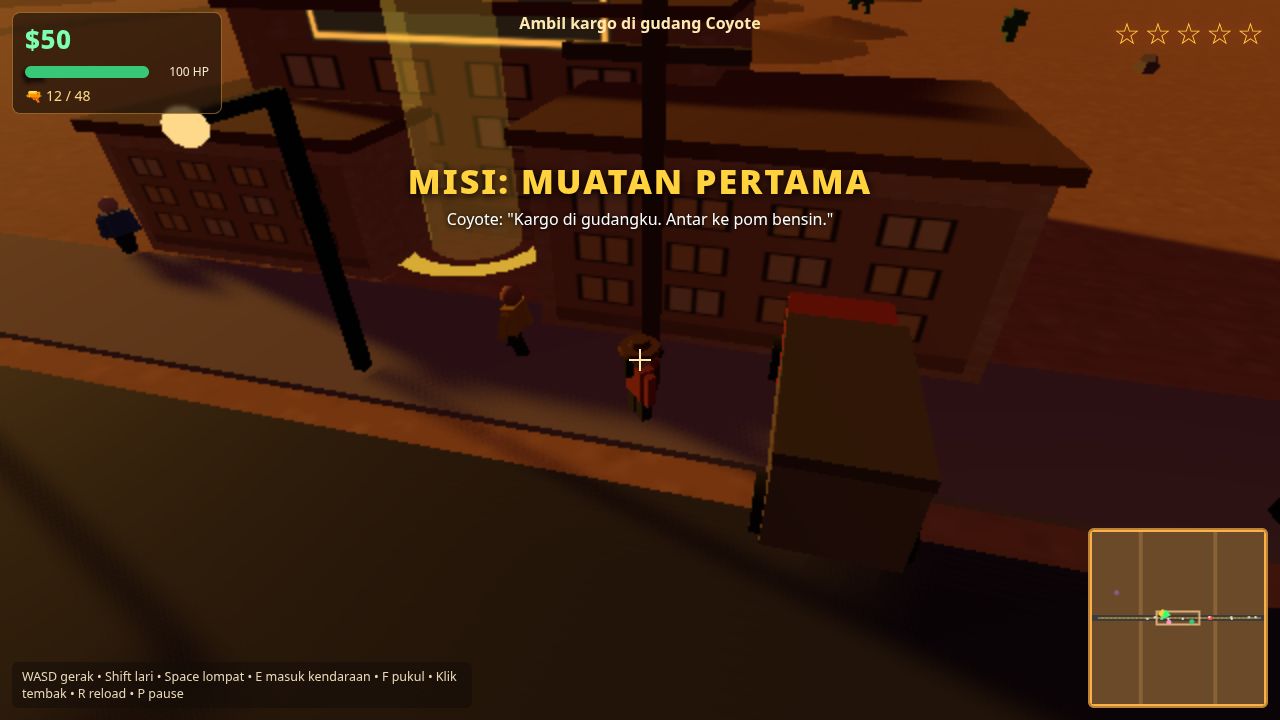 $50
Ambil kargo di gudang Coyote
☆ ☆ ☆ ☆ ☆
100 HP
12 / 48
MISI: MUATAN PERTAMA
Coyote: "Kargo di gudangku. Antar ke pom bensin."
WASD gerak • Shift lari • Space lompat • E masuk kendaraan • F pukul • Klik
tembak • R reload • P pause